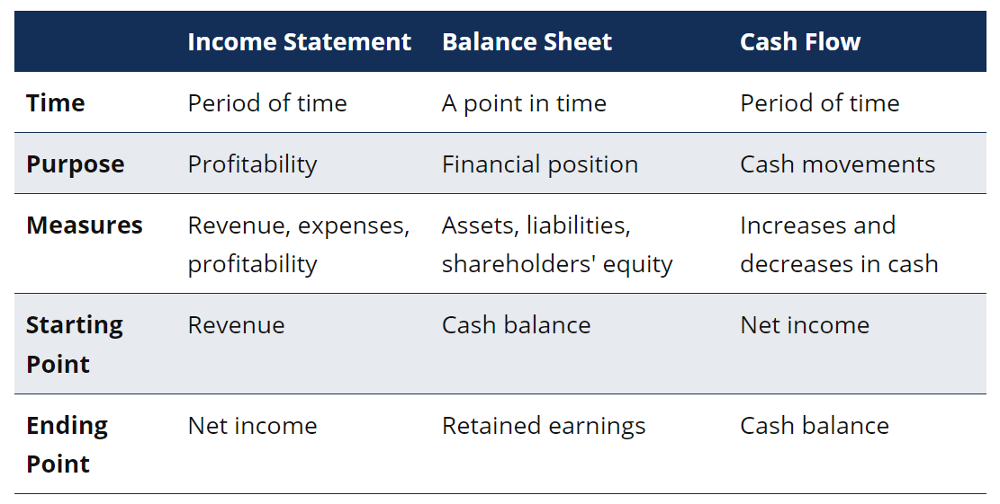 Income Statement Balance Sheet Cash Flow
Time Period of time A point in time Period of time
Purpose Profitability Financial position Cash movements
Measures Revenue, expenses, Assets, liabilities, Increases and
profitability shareholders' equity decreases in cash
Starting Revenue Cash balance Net income
Point
Ending Net income Retained earnings Cash balance
Point